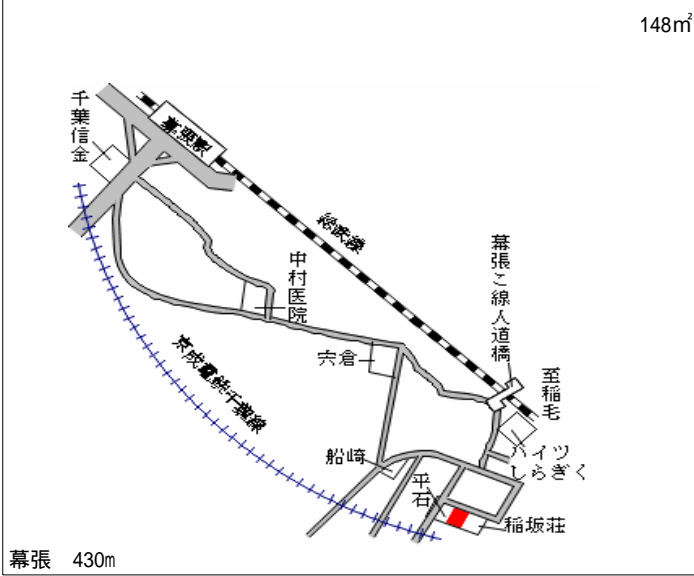 148㎡
千葉信金
幕張駅
総武線
幕張こ線人道橋
中村医院
至稲毛
宍倉
京成電鉄千葉線
ハイツ
しらぎく
船崎
平石
稲坂荘
幕張 430m